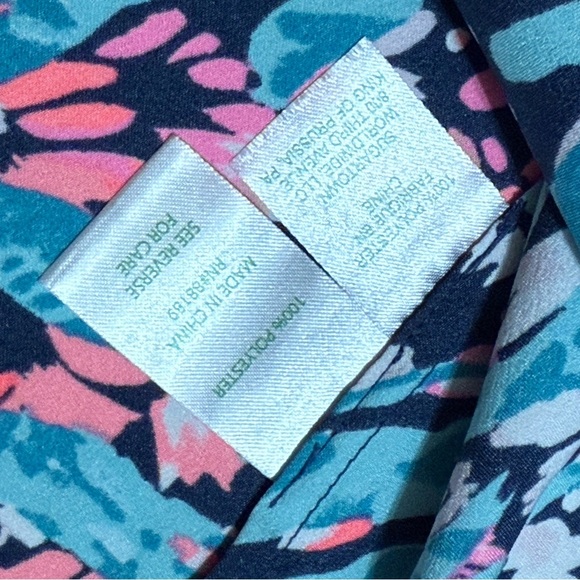 100% POLYESTER
MADE IN CHINA
RN#98189
SEE REVERSE
FOR CARE
100% POLYESTER
FABRIQUE EN
CHINE
SUGARTOWN
WORLDWIDE LLC
800 THIRD AVENUE
KING OF PRUSSIA, PA